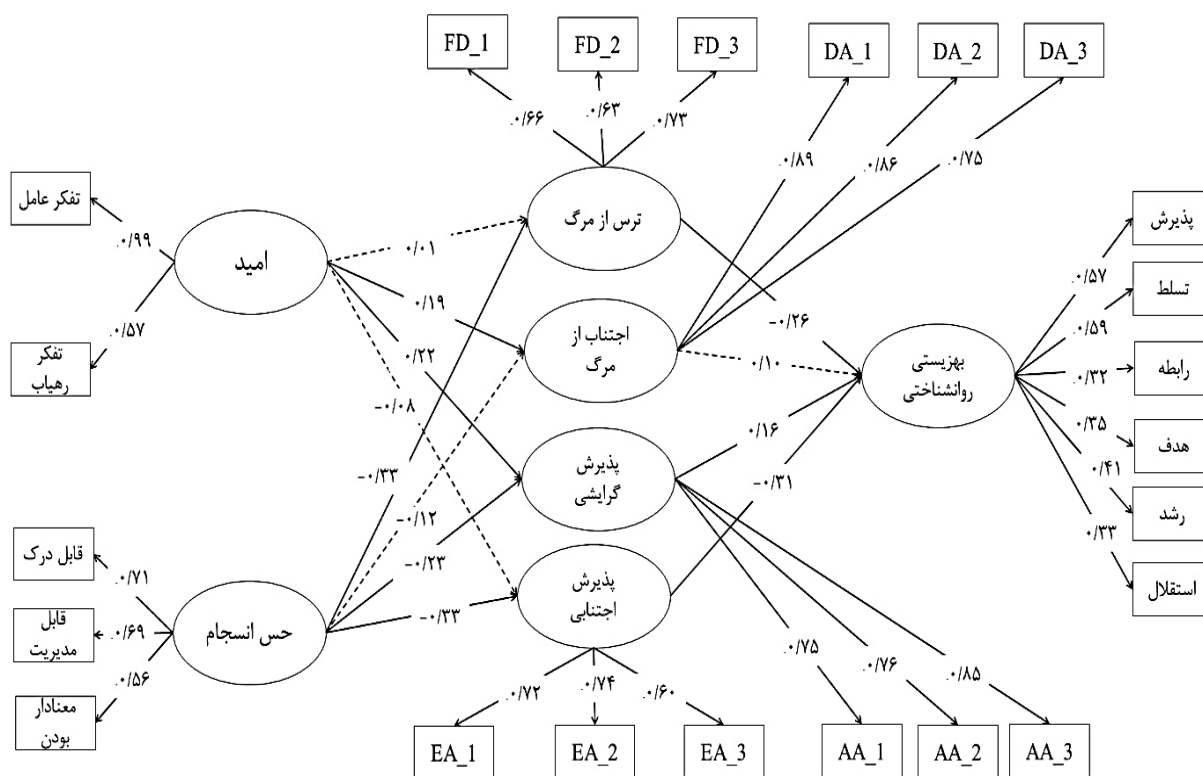 FD_1
FD_2
FD_3
DA_1
DA_2
DA_3
۰/۶۶
۰/۶۳
۰/۷۳
۰/۸۹
۰/۸۶
۰/۷۵
تفکر عامل
۰/۹۹
امید
۰/۵۷
تفکر
رهیاب
ترس از مرگ
اجتناب از
مرگ
پذیرش
گرایشی
پذیرش
اجتنابی
۰/۰۱
۰/۱۹
۰/۲۲
-۰/۰۸
-۰/۳۳
-۰/۱۲
-۰/۲۳
-۰/۳۳
-۰/۲۶
۰/۱۰
۰/۱۶
-۰/۳۱
بهزیستی
روانشناختی
پذیرش
۰/۵۷
تسلط
۰/۵۹
رابطه
۰/۳۲
هدف
۰/۳۵
رشد
۰/۴۱
استقلال
۰/۳۳
قابل درک
۰/۷۱
قابل
مدیریت
۰/۶۹
معنادار
بودن
۰/۵۶
حس انسجام
۰/۷۲
۰/۷۴
۰/۶۰
۰/۷۵
۰/۷۶
۰/۸۵
EA_1
EA_2
EA_3
AA_1
AA_2
AA_3